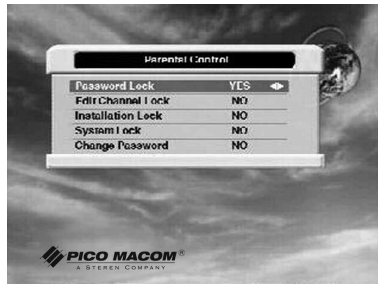 Parental Control
Password Lock YES
Edit Channel Lock NO
Installation Lock NO
System Lock NO
Change Password NO
PICO MACOM®
A STEREN COMPANY